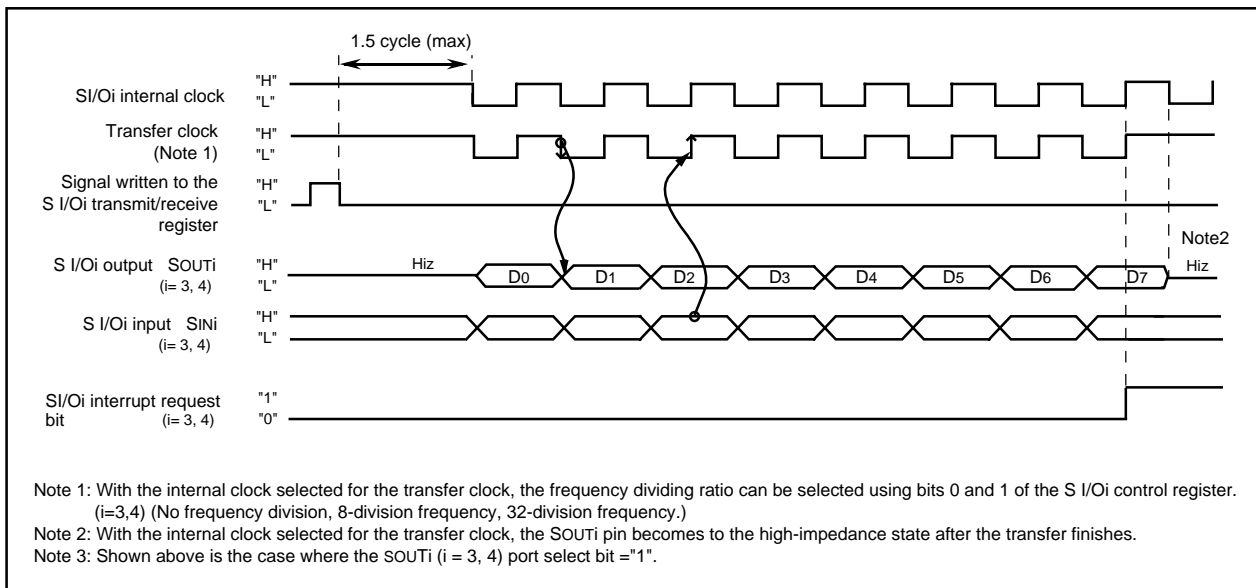 1.5 cycle (max)
SI/Oi internal clock
"H"
"L"
Transfer clock
(Note 1)
"H"
"L"
Signal written to the
S I/Oi transmit/receive
register
"H"
"L"
S I/Oi output SOUTi
(i= 3, 4)
"H"
"L"
Hiz
D0
D1
D2
D3
D4
D5
D6
D7
Note2
Hiz
S I/Oi input SINi
(i= 3, 4)
"H"
"L"
SI/Oi interrupt request
bit (i= 3, 4)
"1"
"0"
Note 1: With the internal clock selected for the transfer clock, the frequency dividing ratio can be selected using bits 0 and 1 of the S I/Oi control register.
(i=3,4) (No frequency division, 8-division frequency, 32-division frequency.)
Note 2: With the internal clock selected for the transfer clock, the SOUTi pin becomes to the high-impedance state after the transfer finishes.
Note 3: Shown above is the case where the SOUTi (i = 3, 4) port select bit ="1".